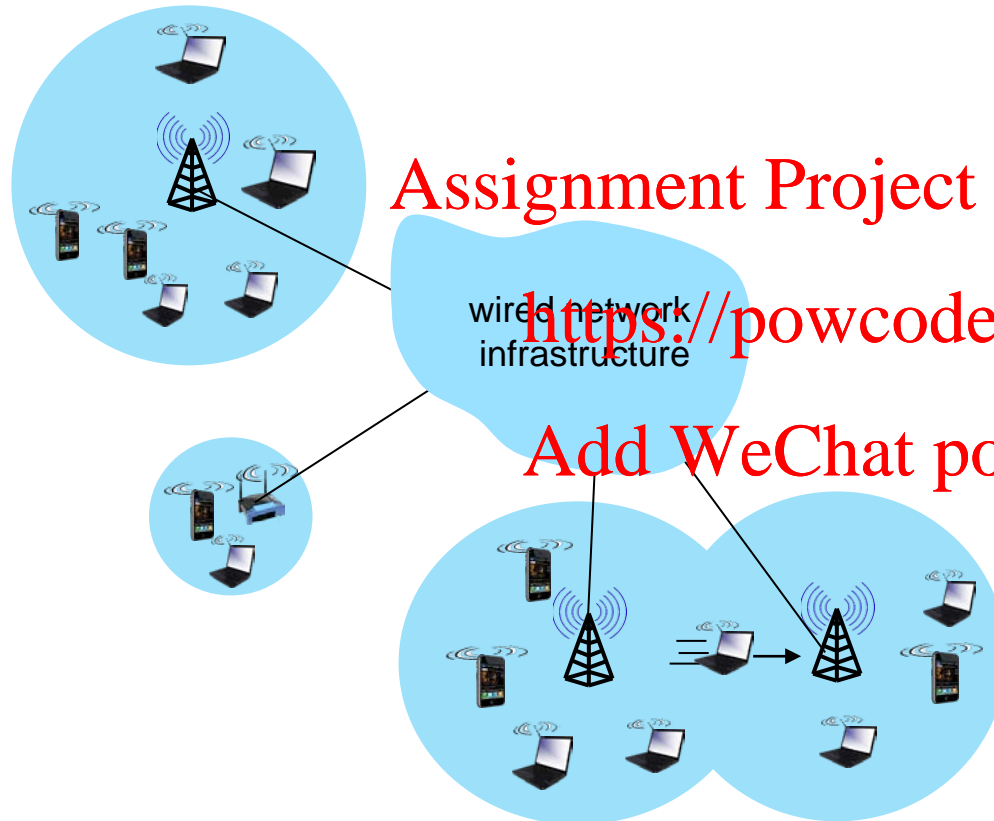 Assignment Project
wired network
https://powcode
infrastructure
Add WeChat po